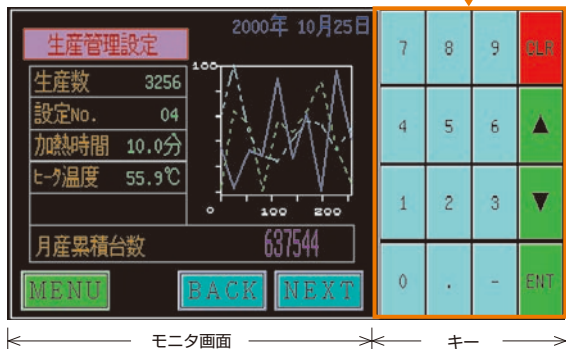 2000年 10月25日
生産管理設定
生産数 3256
設定No. 04
加熱時間 10.0分
ヒータ温度 55.9℃
100
0 100 200
月産累積台数 637544
MENU BACK NEXT
7 8 9 CLR
4 5 6 ▲
1 2 3 ▼
0 . - ENT
モニタ画面 キー